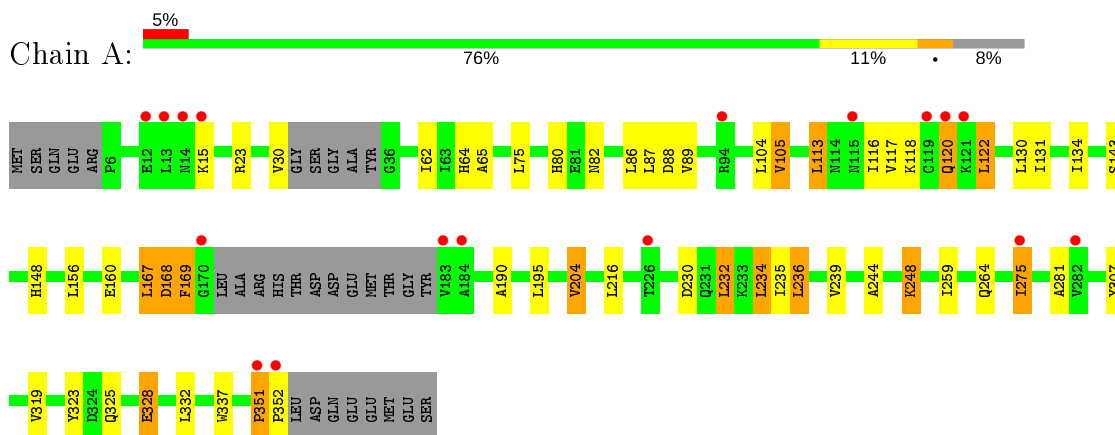 5%
Chain A:
76% 11% • 8%
MET SER GLN GLU ARG P6 E12 L13 N14 K15 R23 V30 GLY SER GLY ALA TYR G36 I62 I63 H64 A65 L75 H80 E81 N82 L86 L87 D88 V89 R94 L104 V105 L113 N114 N115 I116 V117 K118 C119 Q120 K121 L122 L130 I131 I134 S143
H148 L156 E160 L167 D168 F169 G170 LEU ALA ARG HIS THR ASP ASP GLU MET THR GLY TYR V183 A184 A190 L195 V204 L216 T226 D230 Q231 L232 K233 L234 I235 L236 V239 A244 K248 I259 Q264 I275 A281 V282 Y307
V319 Y323 D324 Q325 E328 L332 W337 P351 P352 LEU ASP GLN GLU GLU MET GLU SER